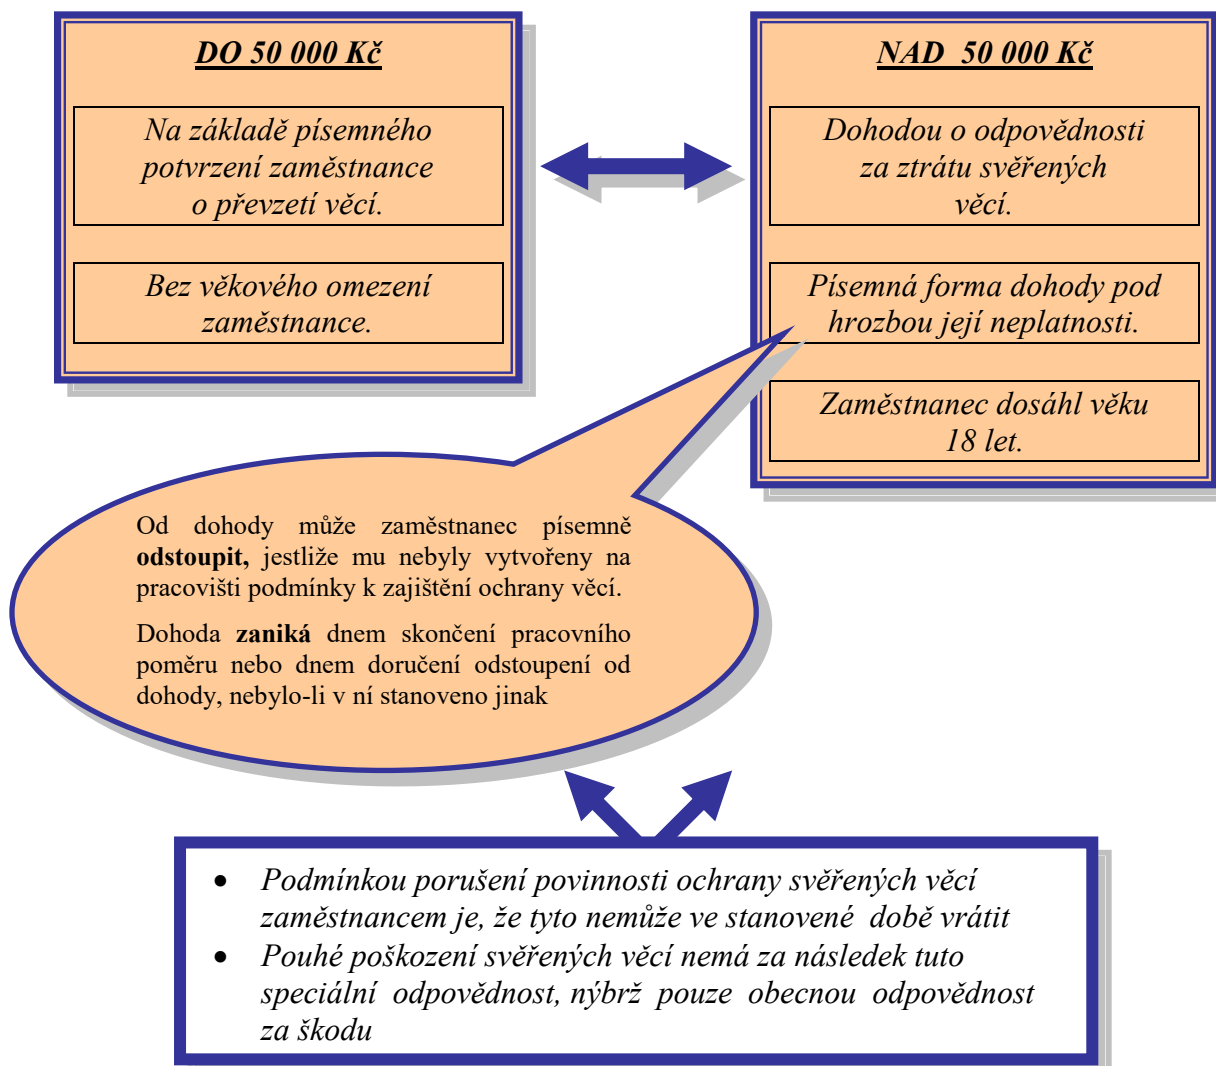 DO 50 000 Kč
Na základě písemného
potvrzení zaměstnance
o převzetí věcí.
Bez věkového omezení
zaměstnance.
NAD 50 000 Kč
Dohodou o odpovědnosti
za ztrátu svěřených
věcí.
Písemná forma dohody pod
hrozbou její neplatnosti.
Zaměstnanec dosáhl věku
18 let.
Od dohody může zaměstnanec písemně
odstoupit, jestliže mu nebyly vytvořeny na
pracovišti podmínky k zajištění ochrany věcí.
Dohoda zaniká dnem skončení pracovního
poměru nebo dnem doručení odstoupení od
dohody, nebylo-li v ní stanoveno jinak
• Podmínkou porušení povinnosti ochrany svěřených věcí
zaměstnancem je, že tyto nemůže ve stanovené době vrátit
• Pouhé poškození svěřených věcí nemá za následek tuto
speciální odpovědnost, nýbrž pouze obecnou odpovědnost
za škodu